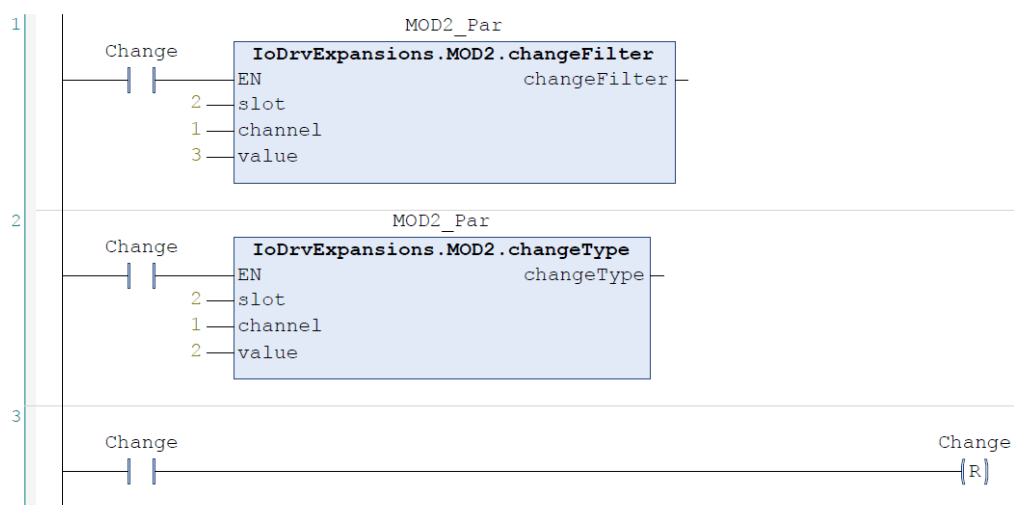 1
MOD2_Par
Change
IoDrvExpansions.MOD2.changeFilter
EN changeFilter
2 slot
1 channel
3 value
2
MOD2_Par
Change
IoDrvExpansions.MOD2.changeType
EN changeType
2 slot
1 channel
2 value
3
Change Change
R